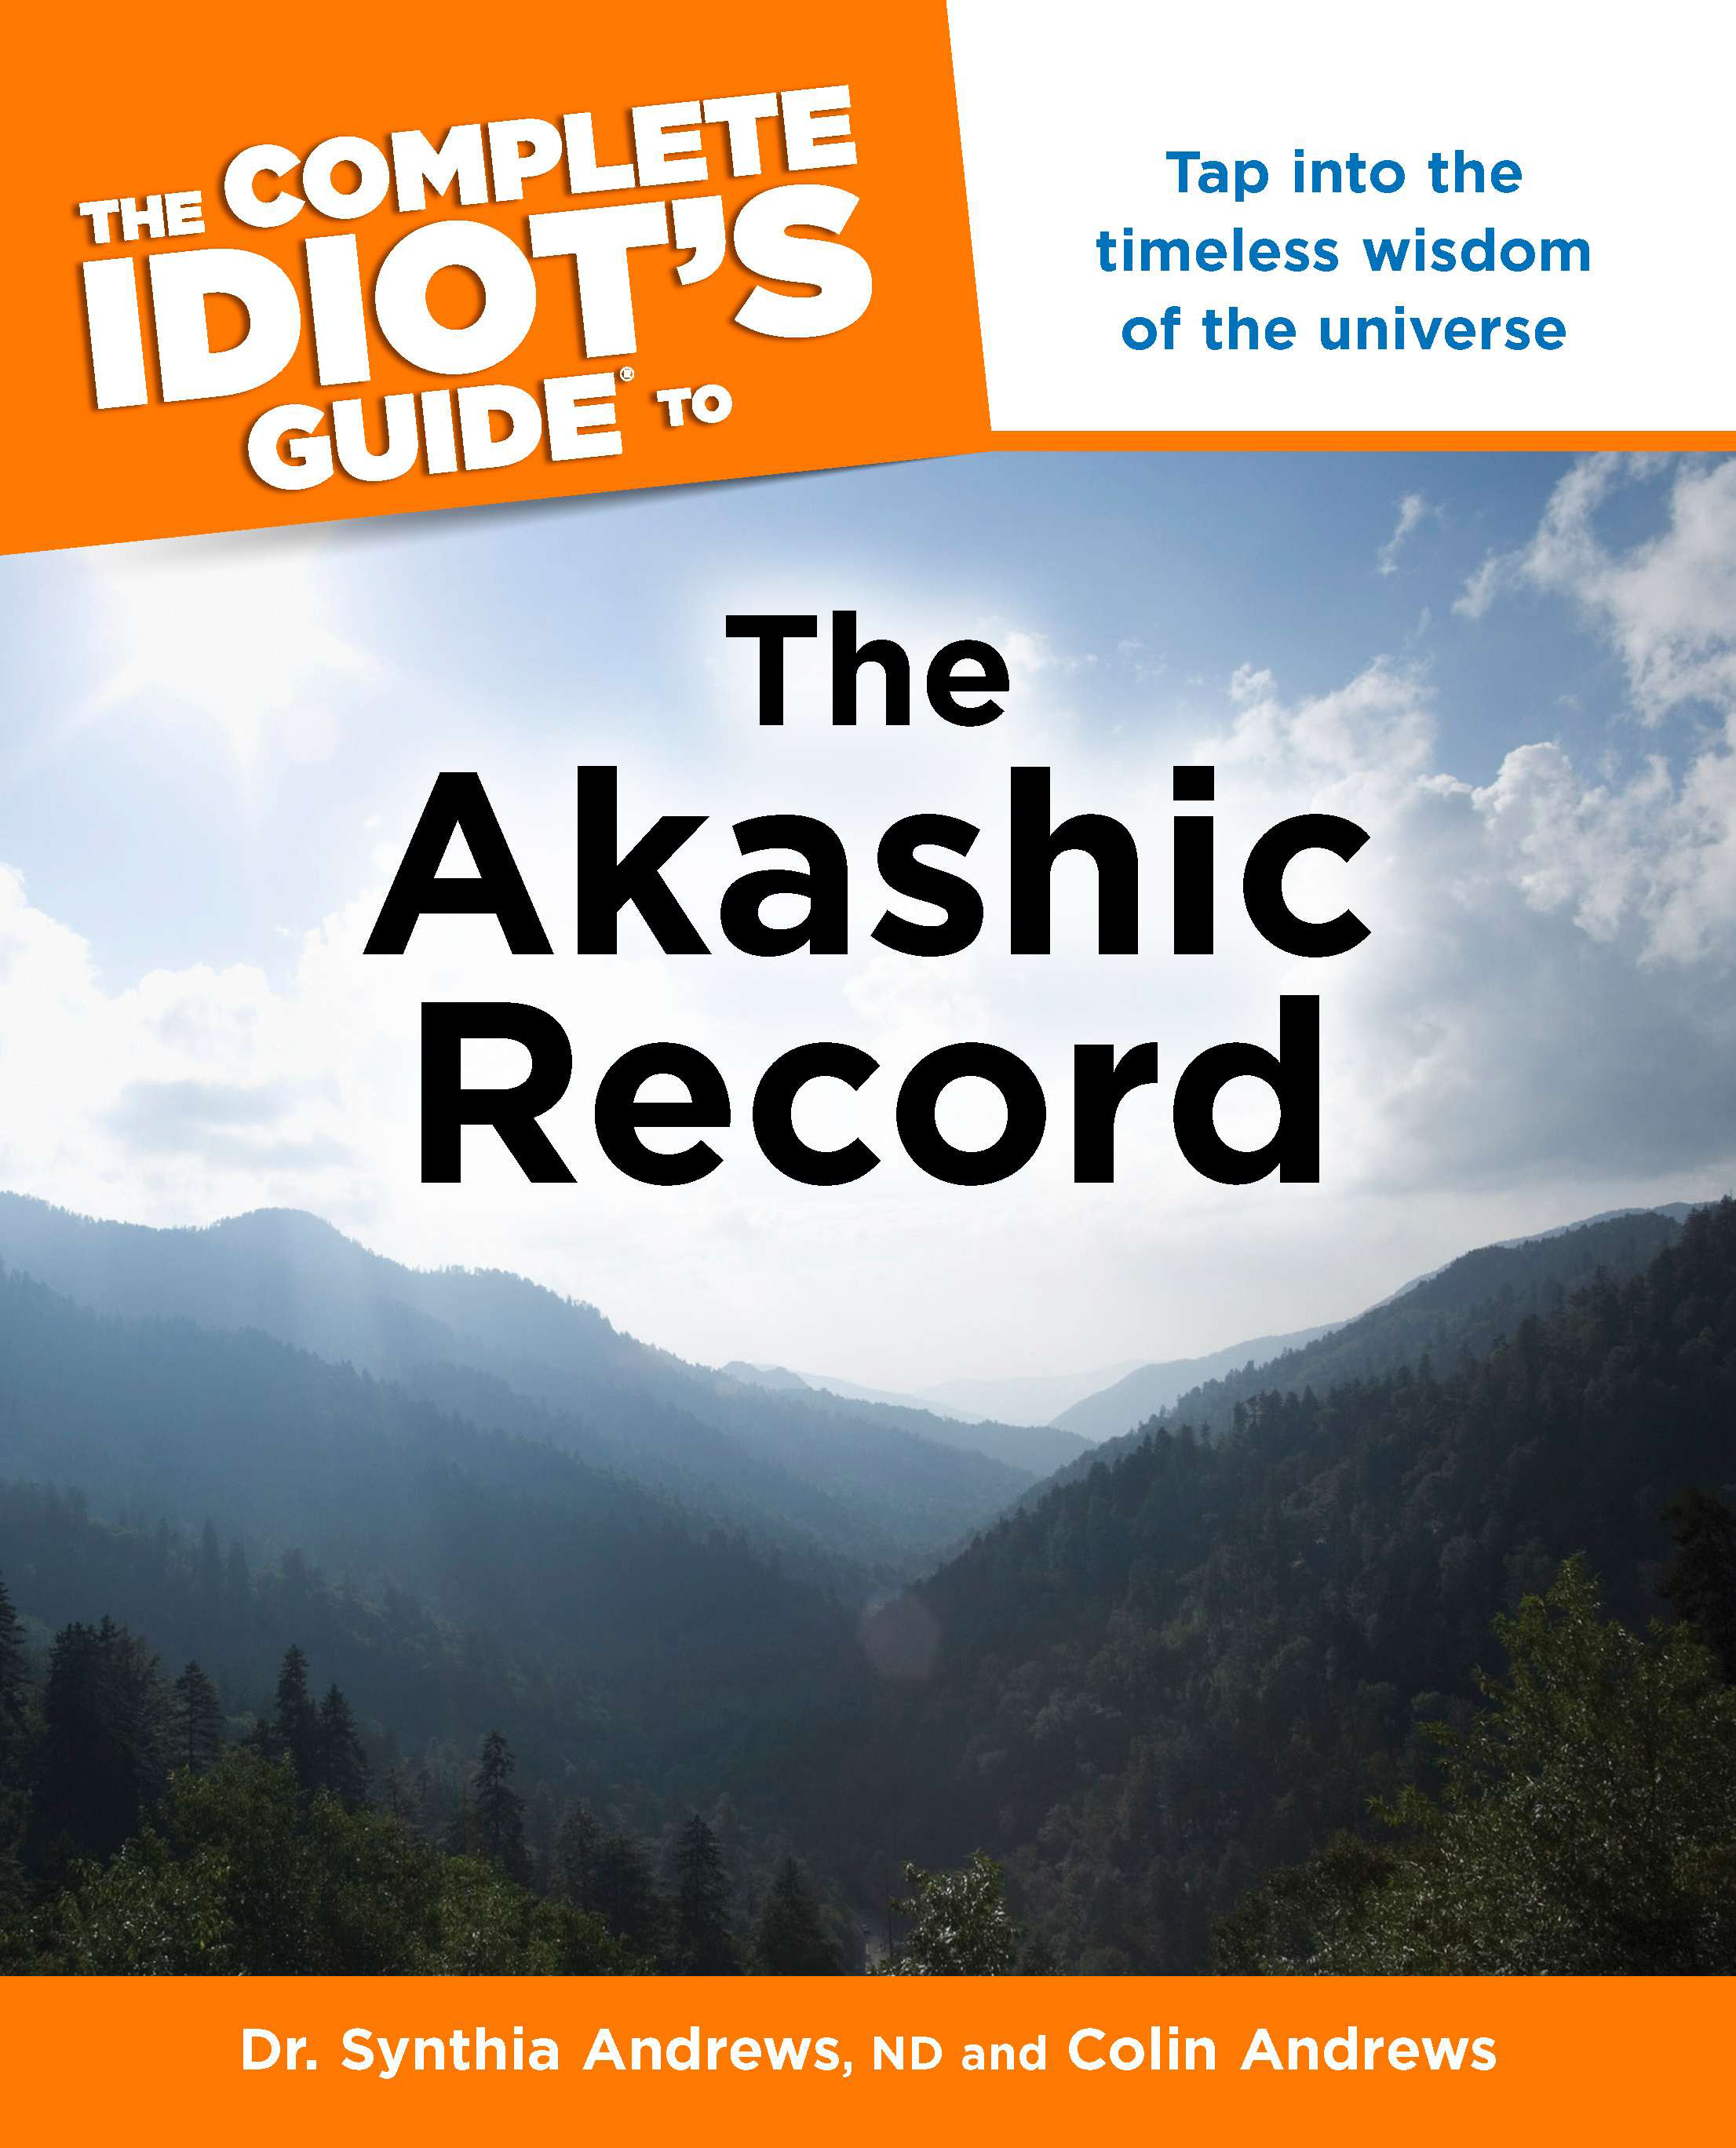 THE COMPLETE
IDIOT'S
GUIDE® TO
Tap into the
timeless wisdom
of the universe
The
Akashic
Record
Dr. Synthia Andrews, ND and Colin Andrews